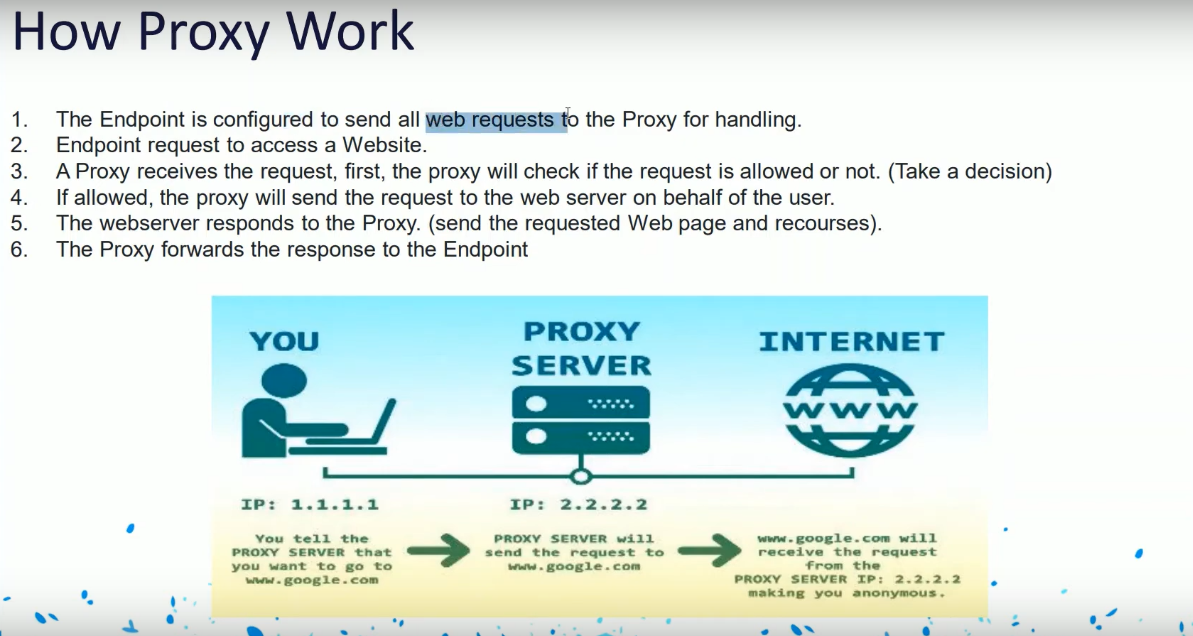 How Proxy Work
1. The Endpoint is configured to send all web requests to the Proxy for handling.
2. Endpoint request to access a Website.
3. A Proxy receives the request, first, the proxy will check if the request is allowed or not. (Take a decision)
4. If allowed, the proxy will send the request to the web server on behalf of the user.
5. The webserver responds to the Proxy. (send the requested Web page and recourses).
6. The Proxy forwards the response to the Endpoint
YOU
PROXY
SERVER
INTERNET
WWW
IP: 1.1.1.1
IP: 2.2.2.2
You tell the
PROXY SERVER that
you want to go to
www.google.com
PROXY SERVER will
send the request to
www.google.com
www.google.com will
receive the request
from the
PROXY SERVER IP: 2.2.2.2
making you anonymous.